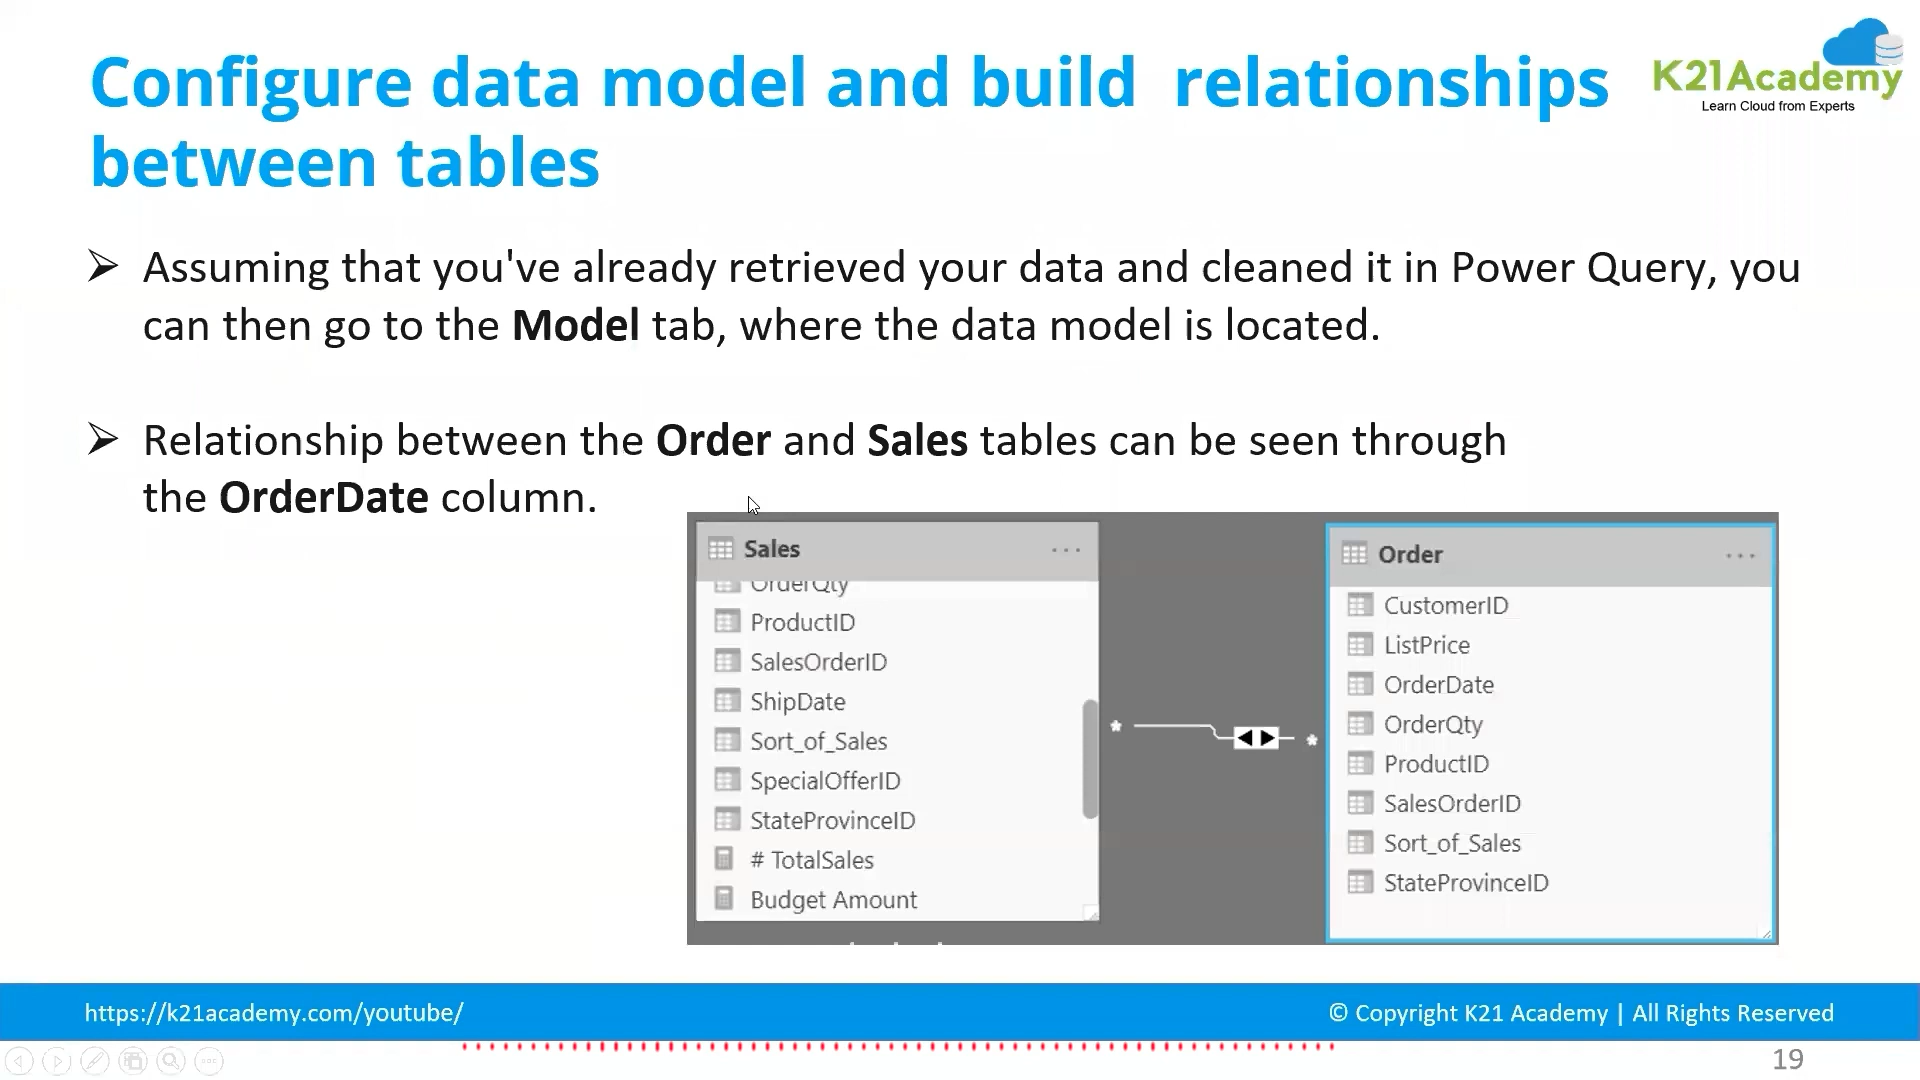 Configure data model and build relationships
between tables
K21Academy
Learn Cloud from Experts
➢ Assuming that you've already retrieved your data and cleaned it in Power Query, you
can then go to the Model tab, where the data model is located.
➢ Relationship between the Order and Sales tables can be seen through
the OrderDate column.
Sales
OrderQty
ProductID
SalesOrderID
ShipDate
Sort_of_Sales
SpecialOfferID
StateProvinceID
# TotalSales
Budget Amount
* *
Order
CustomerID
ListPrice
OrderDate
OrderQty
ProductID
SalesOrderID
Sort_of_Sales
StateProvinceID
https://k21academy.com/youtube/
© Copyright K21 Academy | All Rights Reserved
19